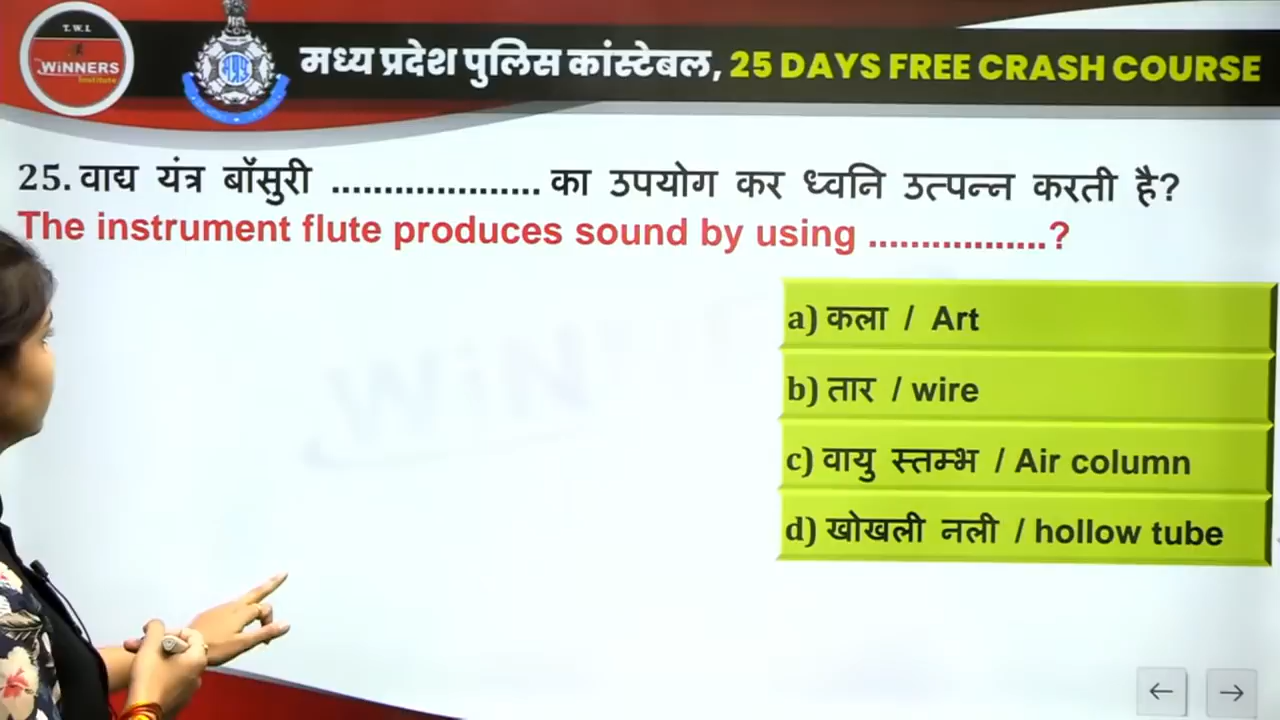 T.W.I.
WiNNERS
Institute
मध्य प्रदेश पुलिस कांस्टेबल, 25 DAYS FREE CRASH COURSE
25. वाद्य यंत्र बॉसुरी .................... का उपयोग कर ध्वनि उत्पन्न करती है?
The instrument flute produces sound by using .................?
a) कला / Art
b) तार / wire
c) वायु स्तम्भ / Air column
d) खोखली नली / hollow tube